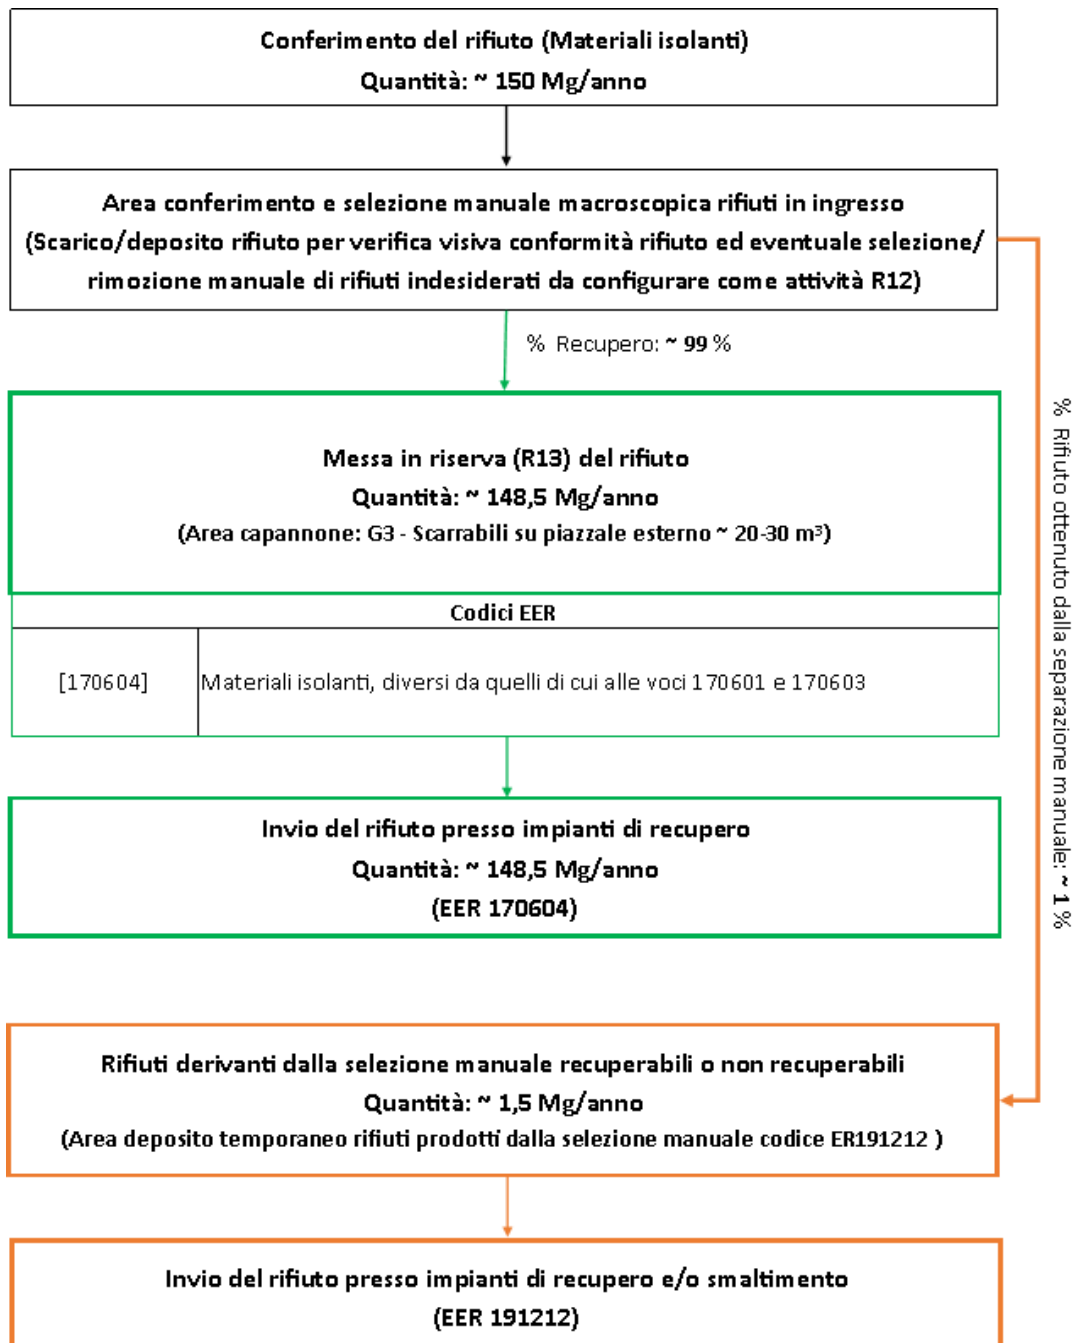 Conferimento del rifiuto (Materiali isolanti)
Quantità: ~ 150 Mg/anno
Area conferimento e selezione manuale macroscopica rifiuti in ingresso
(Scarico/deposito rifiuto per verifica visiva conformità rifiuto ed eventuale selezione/
rimozione manuale di rifiuti indesiderati da configurare come attività R12)
% Recupero: ~ 99 %
% Rifiuto ottenuto dalla separazione manuale: ~ 1 %
Messa in riserva (R13) del rifiuto
Quantità: ~ 148,5 Mg/anno
(Area capannone: G3 - Scarrabili su piazzale esterno ~ 20-30 m³)
Codici EER
[170604] Materiali isolanti, diversi da quelli di cui alle voci 170601 e 170603
Invio del rifiuto presso impianti di recupero
Quantità: ~ 148,5 Mg/anno
(EER 170604)
Rifiuti derivanti dalla selezione manuale recuperabili o non recuperabili
Quantità: ~ 1,5 Mg/anno
(Area deposito temporaneo rifiuti prodotti dalla selezione manuale codice ER191212 )
Invio del rifiuto presso impianti di recupero e/o smaltimento
(EER 191212)